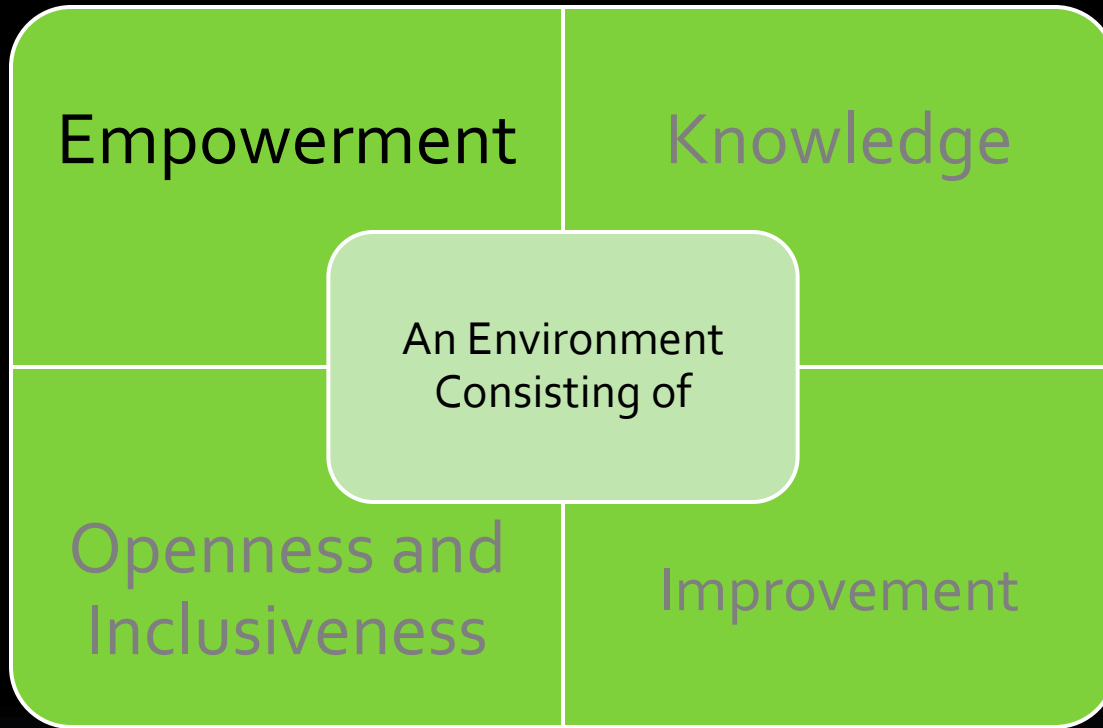 Empowerment
Knowledge
An Environment
Consisting of
Openness and
Inclusiveness
Improvement